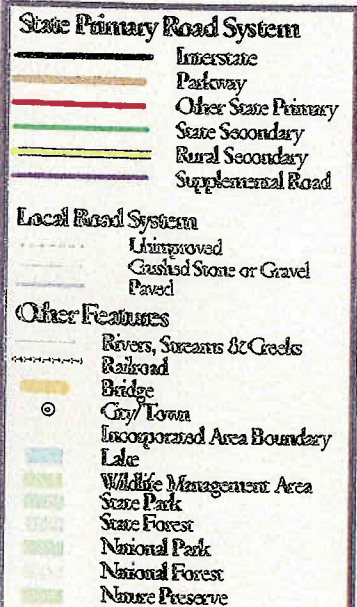 State Primary Road System
Interstate
Parkway
Other State Primary
State Secondary
Rural Secondary
Supplemental Road
Local Road System
Unimproved
Crushed Stone or Gravel
Paved
Other Features
Rivers, Streams & Creeks
Railroad
Bridge
City/Town
Incorporated Area Boundary
Lake
Wildlife Management Area
State Park
State Forest
National Park
National Forest
Nature Preserve